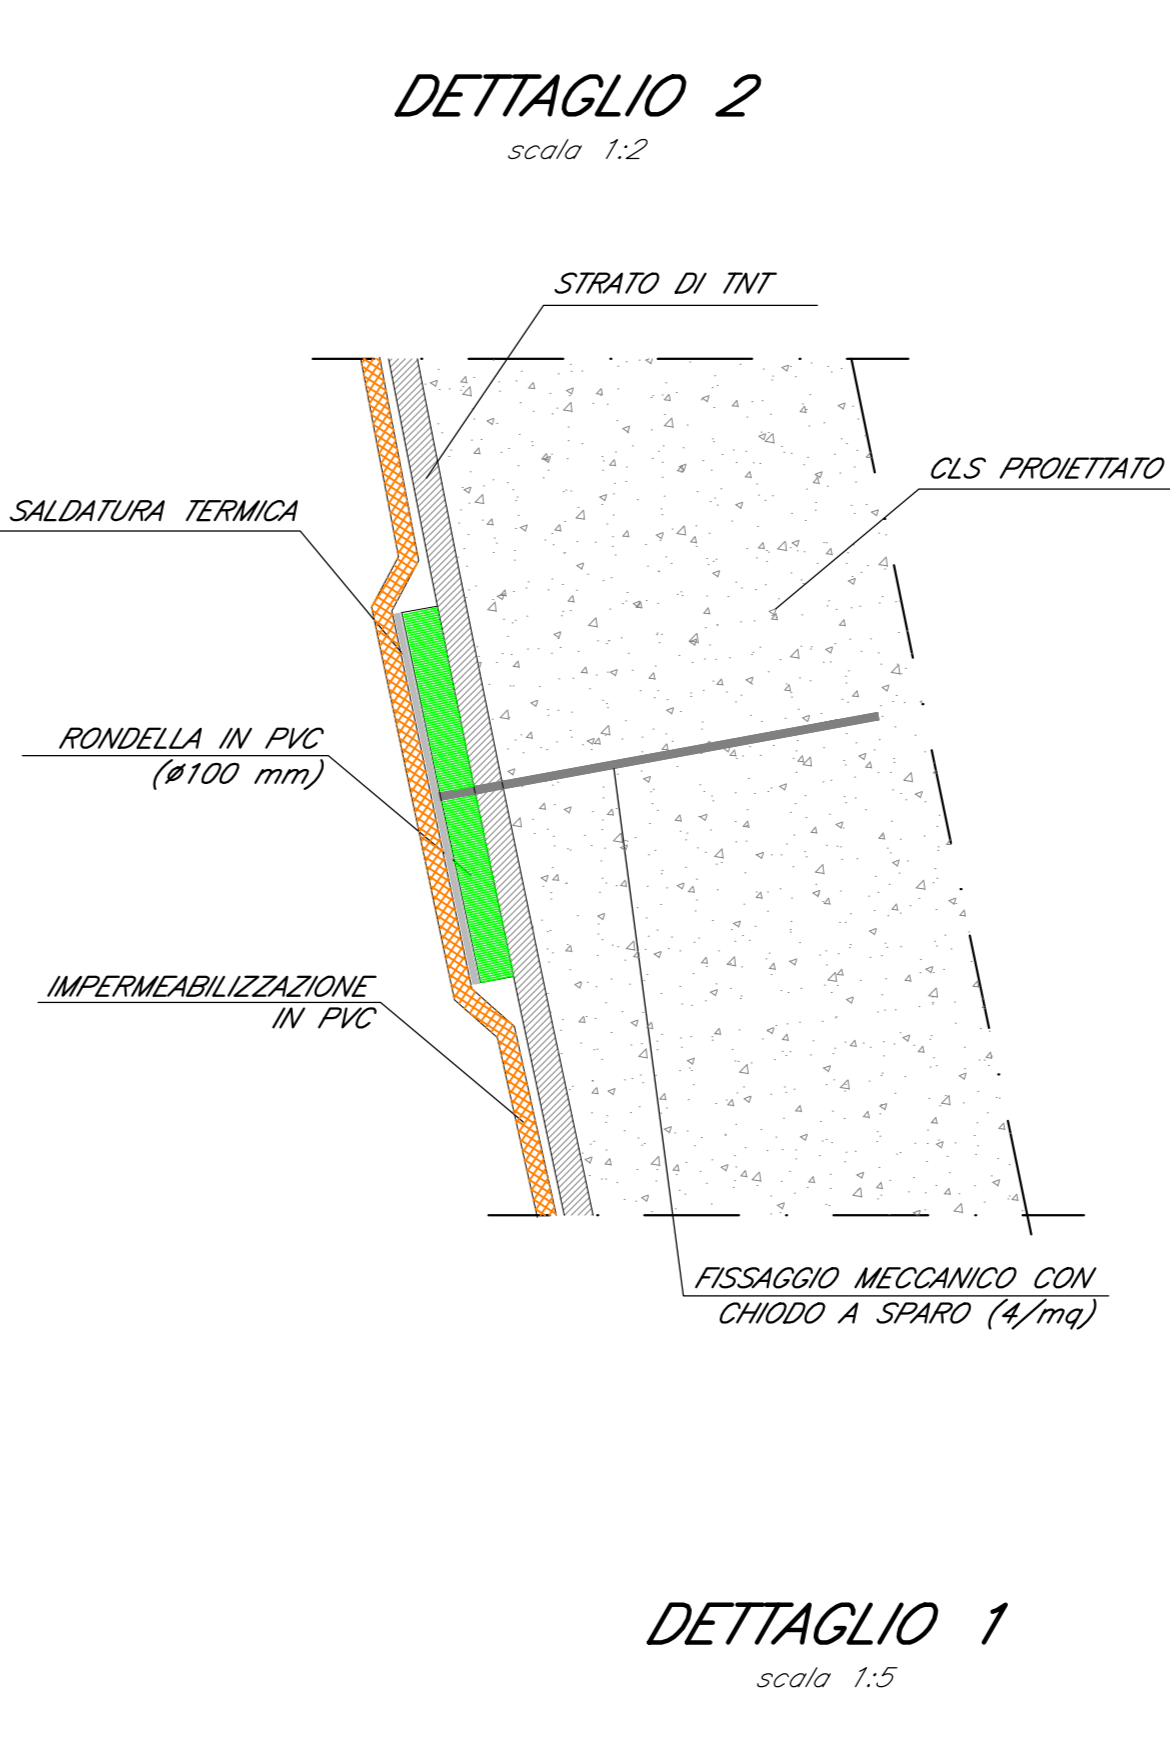 DETTAGLIO 2
scala 1:2
STRATO DI TNT
CLS PROIETTATO
SALDATURA TERMICA
RONDELLA IN PVC
(ø100 mm)
IMPERMEABILIZZAZIONE
IN PVC
FISSAGGIO MECCANICO CON
CHIODO A SPARO (4/mq)
DETTAGLIO 1
scala 1:5